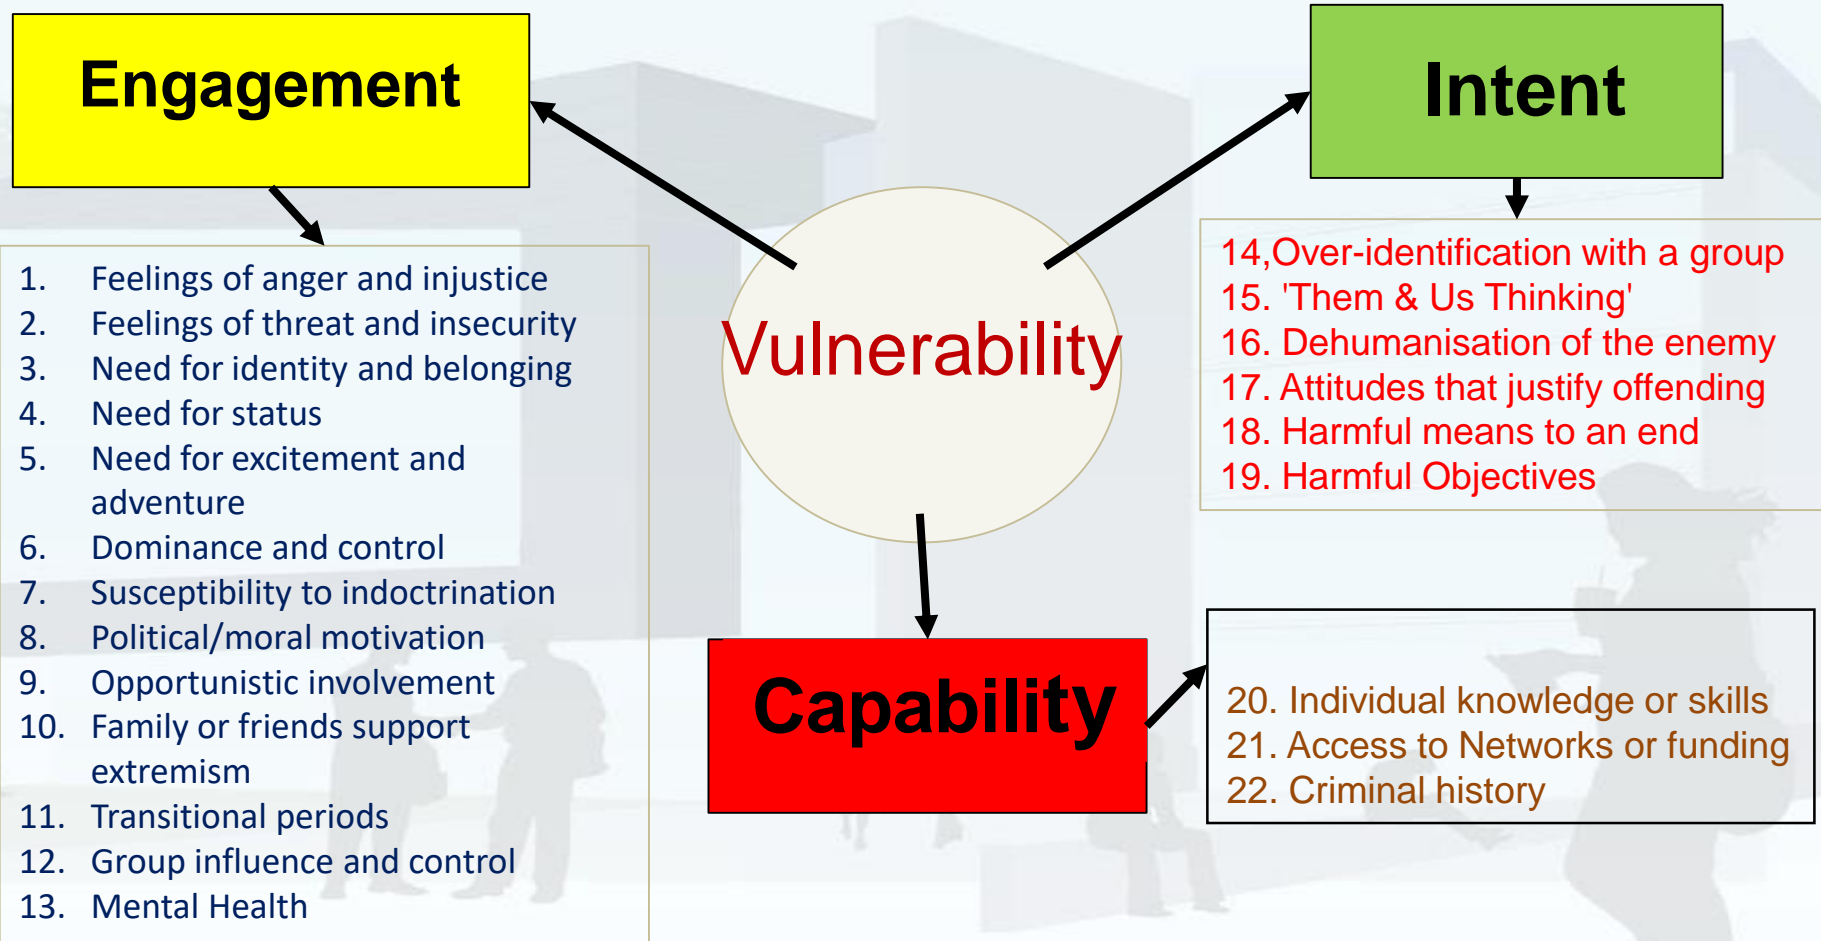 Engagement
1. Feelings of anger and injustice
2. Feelings of threat and insecurity
3. Need for identity and belonging
4. Need for status
5. Need for excitement and
adventure
6. Dominance and control
7. Susceptibility to indoctrination
8. Political/moral motivation
9. Opportunistic involvement
10. Family or friends support
extremism
11. Transitional periods
12. Group influence and control
13. Mental Health
Vulnerability
Capability
Intent
14,Over-identification with a group
15. 'Them & Us Thinking'
16. Dehumanisation of the enemy
17. Attitudes that justify offending
18. Harmful means to an end
19. Harmful Objectives
20. Individual knowledge or skills
21. Access to Networks or funding
22. Criminal history